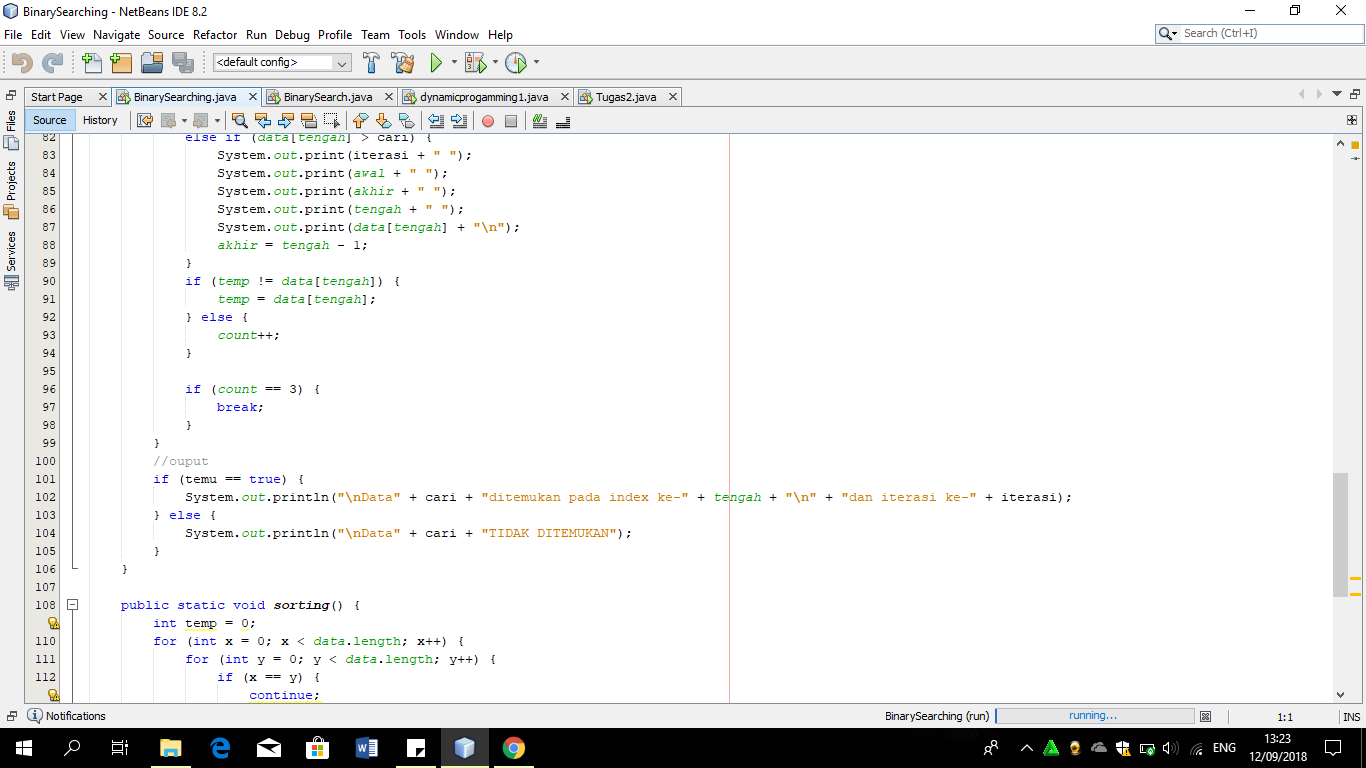 BinarySearching - NetBeans IDE 8.2
File Edit View Navigate Source Refactor Run Debug Profile Team Tools Window Help
Search (Ctrl+I)
<default config>
Start Page BinarySearching.java BinarySearch.java dynamicprogamming1.java Tugas2.java
Source History
Files
Projects
Services
82 else if (data[tengah] > cari) {
83 System.out.print(iterasi + " ");
84 System.out.print(awal + " ");
85 System.out.print(akhir + " ");
86 System.out.print(tengah + " ");
87 System.out.print(data[tengah] + "\n");
88 akhir = tengah - 1;
89 }
90 if (temp != data[tengah]) {
91 temp = data[tengah];
92 } else {
93 count++;
94 }
95
96 if (count == 3) {
97 break;
98 }
99 }
100 //ouput
101 if (temu == true) {
102 System.out.println("\nData" + cari + "ditemukan pada index ke-" + tengah + "\n" + "dan iterasi ke-" + iterasi);
103 } else {
104 System.out.println("\nData" + cari + "TIDAK DITEMUKAN");
105 }
106 }
107
108 public static void sorting() {
int temp = 0;
110 for (int x = 0; x < data.length; x++) {
111 for (int y = 0; y < data.length; y++) {
112 if (x == y) {
continue;
Notifications
BinarySearching (run) running... 1:1 INS
ENG
13:23
12/09/2018